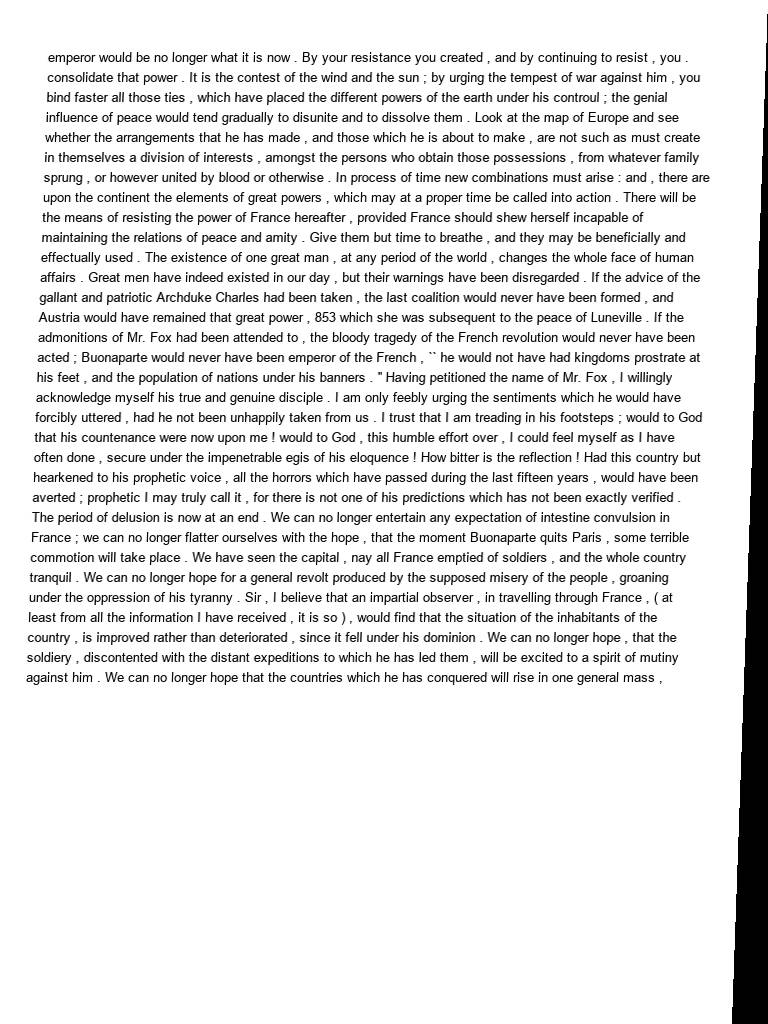 emperor would be no longer what it is now . By your resistance you created , and by continuing to resist , you .
consolidate that power . It is the contest of the wind and the sun ; by urging the tempest of war against him , you
bind faster all those ties , which have placed the different powers of the earth under his controul ; the genial
influence of peace would tend gradually to disunite and to dissolve them . Look at the map of Europe and see
whether the arrangements that he has made , and those which he is about to make , are not such as must create
in themselves a division of interests , amongst the persons who obtain those possessions , from whatever family
sprung , or however united by blood or otherwise . In process of time new combinations must arise : and , there are
upon the continent the elements of great powers , which may at a proper time be called into action . There will be
the means of resisting the power of France hereafter , provided France should shew herself incapable of
maintaining the relations of peace and amity . Give them but time to breathe , and they may be beneficially and
effectually used . The existence of one great man , at any period of the world , changes the whole face of human
affairs . Great men have indeed existed in our day , but their warnings have been disregarded . If the advice of the
gallant and patriotic Archduke Charles had been taken , the last coalition would never have been formed , and
Austria would have remained that great power , 853 which she was subsequent to the peace of Luneville . If the
admonitions of Mr. Fox had been attended to , the bloody tragedy of the French revolution would never have been
acted ; Buonaparte would never have been emperor of the French , `` he would not have had kingdoms prostrate at
his feet , and the population of nations under his banners . " Having petitioned the name of Mr. Fox , I willingly
acknowledge myself his true and genuine disciple . I am only feebly urging the sentiments which he would have
forcibly uttered , had he not been unhappily taken from us . I trust that I am treading in his footsteps ; would to God
that his countenance were now upon me ! would to God , this humble effort over , I could feel myself as I have
often done , secure under the impenetrable egis of his eloquence ! How bitter is the reflection ! Had this country but
hearkened to his prophetic voice , all the horrors which have passed during the last fifteen years , would have been
averted ; prophetic I may truly call it , for there is not one of his predictions which has not been exactly verified .
The period of delusion is now at an end . We can no longer entertain any expectation of intestine convulsion in
France ; we can no longer flatter ourselves with the hope , that the moment Buonaparte quits Paris , some terrible
commotion will take place . We have seen the capital , nay all France emptied of soldiers , and the whole country
tranquil . We can no longer hope for a general revolt produced by the supposed misery of the people , groaning
under the oppression of his tyranny . Sir , I believe that an impartial observer , in travelling through France , ( at
least from all the information I have received , it is so ) , would find that the situation of the inhabitants of the
country , is improved rather than deteriorated , since it fell under his dominion . We can no longer hope , that the
soldiery , discontented with the distant expeditions to which he has led them , will be excited to a spirit of mutiny
against him . We can no longer hope that the countries which he has conquered will rise in one general mass ,